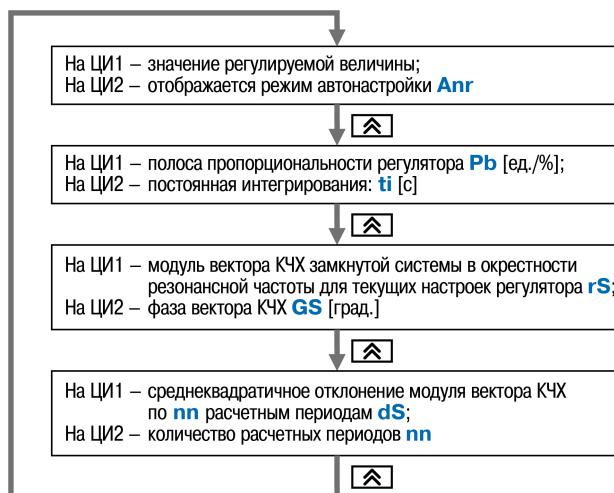 На ЦИ1 – значение регулируемой величины;
На ЦИ2 – отображается режим автонастройки Anr
На ЦИ1 – полоса пропорциональности регулятора Pb [ед./%];
На ЦИ2 – постоянная интегрирования: ti [с]
На ЦИ1 – модуль вектора КЧХ замкнутой системы в окрестности
резонансной частоты для текущих настроек регулятора rS;
На ЦИ2 – фаза вектора КЧХ GS [град.]
На ЦИ1 – среднеквадратичное отклонение модуля вектора КЧХ
по nn расчетным периодам dS;
На ЦИ2 – количество расчетных периодов nn